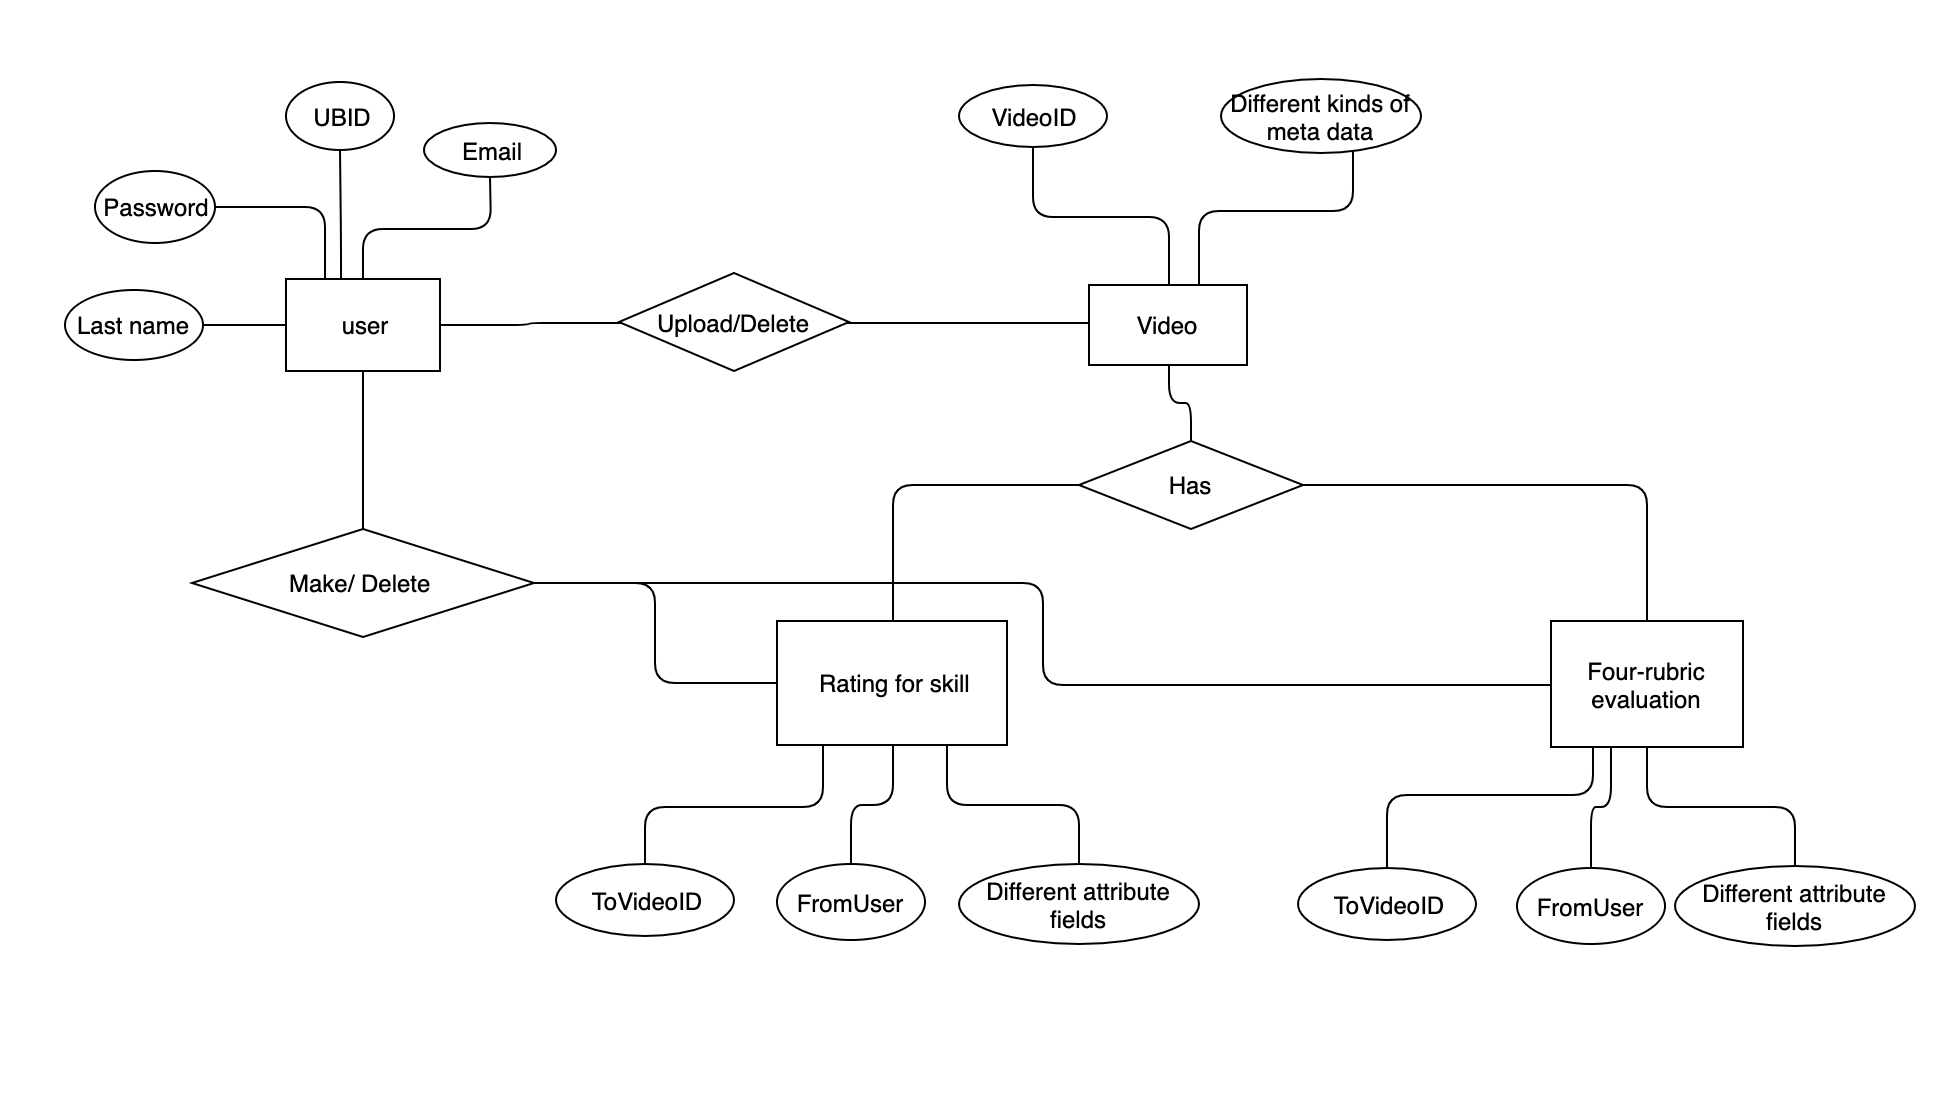 UBID
VideoID
Different kinds of
meta data
Email
Password
Last name
user
Upload/Delete
Video
Has
Make/ Delete
Rating for skill
Four-rubric
evaluation
ToVideoID
FromUser
Different attribute
fields
ToVideoID
FromUser
Different attribute
fields